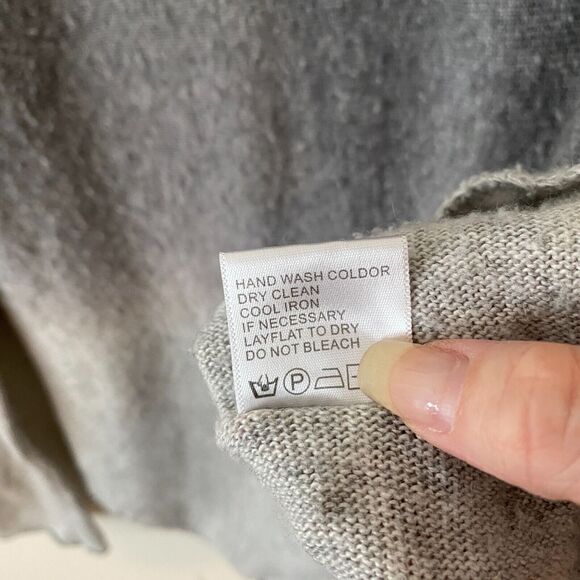 HAND WASH COLDOR
DRY CLEAN
COOL IRON
IF NECESSARY
LAYFLAT TO DRY
DO NOT BLEACH
P